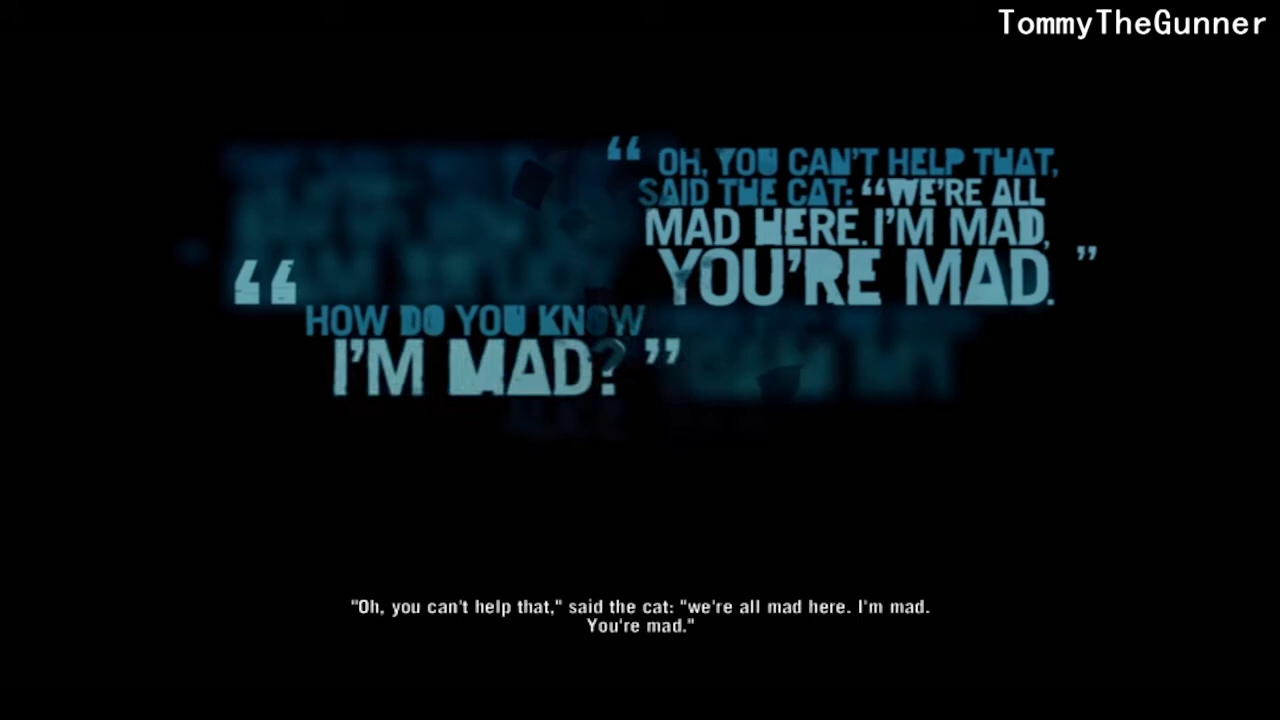 TommyTheGunner
“ OH, YOU CAN'T HELP THAT,
SAID THE CAT: “WE'RE ALL
MAD HERE. I'M MAD,
YOU'RE MAD. ”
“ HOW DO YOU KNOW
I'M MAD? ”
"Oh, you can't help that," said the cat: "we're all mad here. I'm mad.
You're mad."